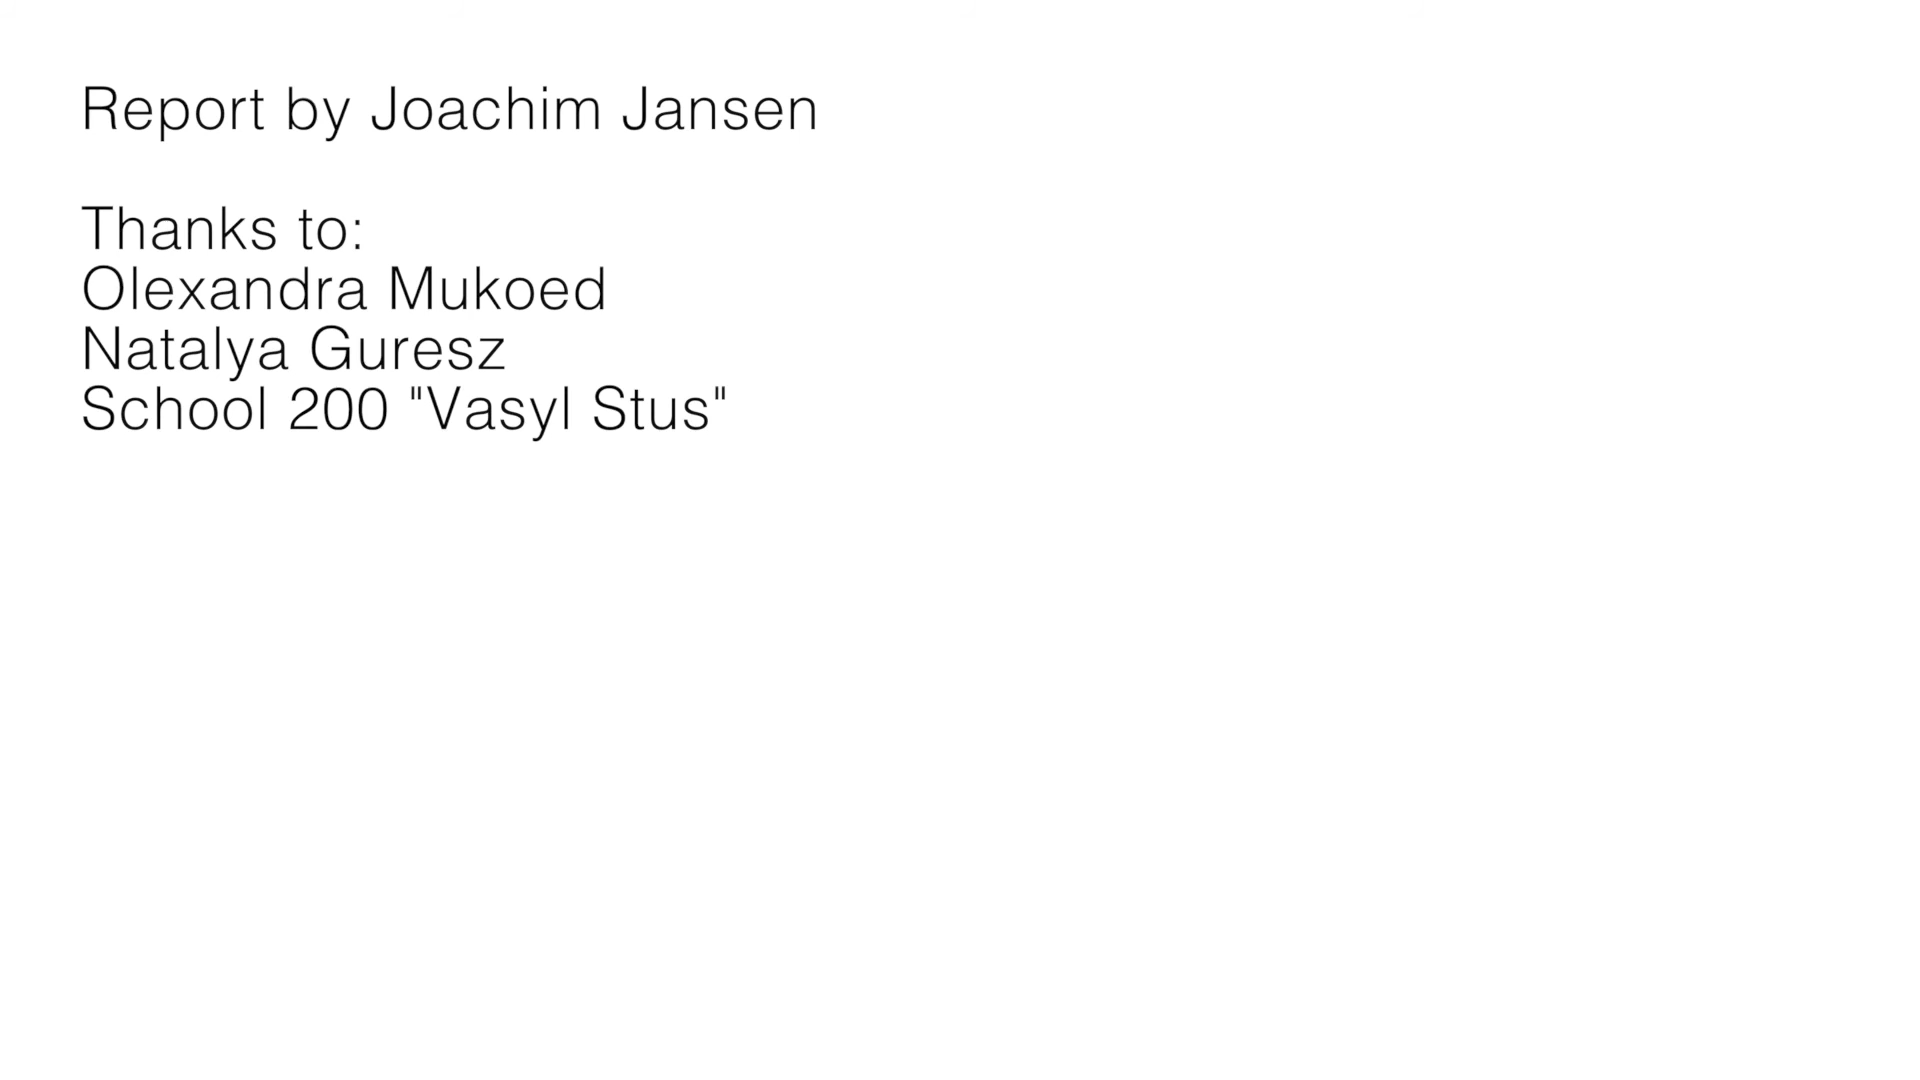 Report by Joachim Jansen
Thanks to:
Olexandra Mukoed
Natalya Guresz
School 200 "Vasyl Stus"